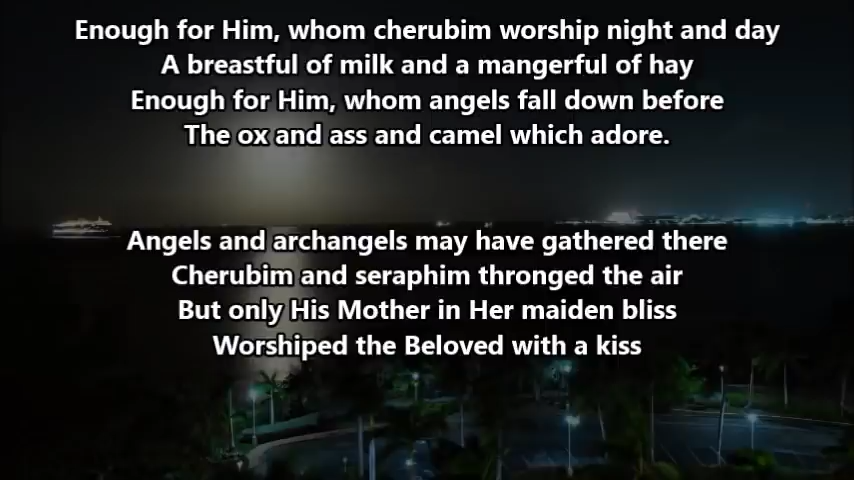 Enough for Him, whom cherubim worship night and day
A breastful of milk and a mangerful of hay
Enough for Him, whom angels fall down before
The ox and ass and camel which adore.
Angels and archangels may have gathered there
Cherubim and seraphim thronged the air
But only His Mother in Her maiden bliss
Worshiped the Beloved with a kiss